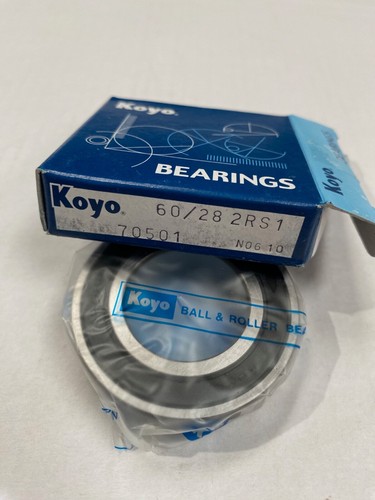 Koyo®
BEARINGS
Koyo®
60/28 2RS1
70501
N06 10
Koyo
Koyo
BALL & ROLLER BEA